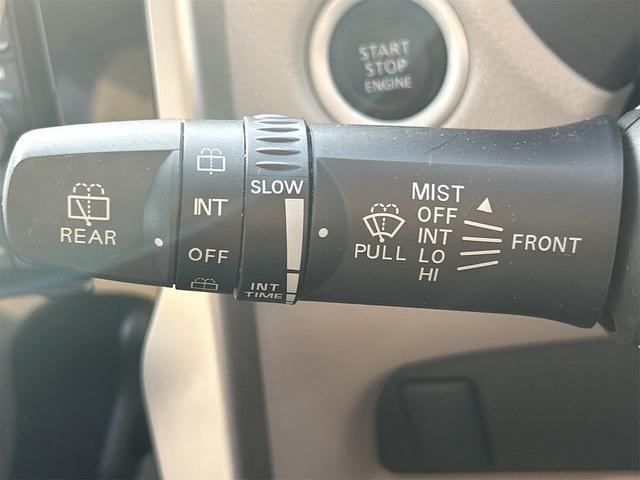 START
STOP
ENGINE
REAR
INT
OFF
SLOW
INT
TIME
PULL
MIST
OFF
INT
LO
HI
FRONT